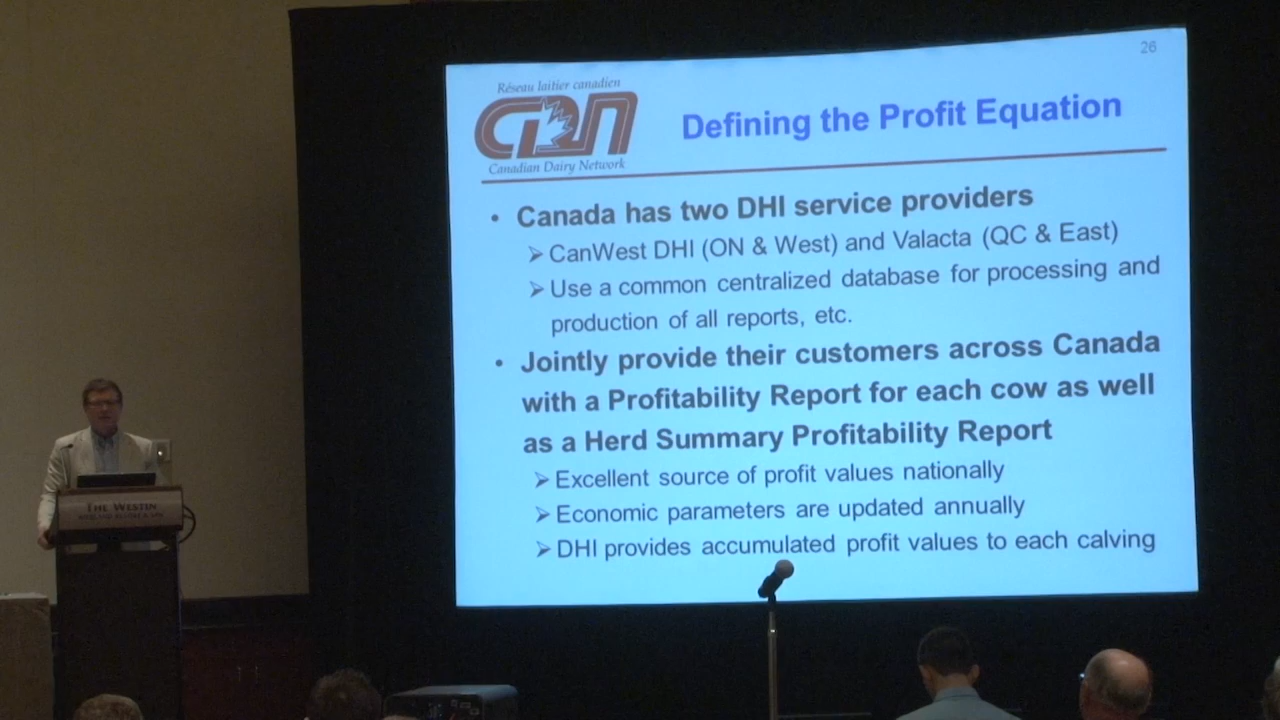 26
Réseau laitier canadien
CDN
Canadian Dairy Network
Defining the Profit Equation
• Canada has two DHI service providers
➢ CanWest DHI (ON & West) and Valacta (QC & East)
➢ Use a common centralized database for processing and
production of all reports, etc.
• Jointly provide their customers across Canada
with a Profitability Report for each cow as well
as a Herd Summary Profitability Report
➢ Excellent source of profit values nationally
➢ Economic parameters are updated annually
➢ DHI provides accumulated profit values to each calving
THE WESTIN